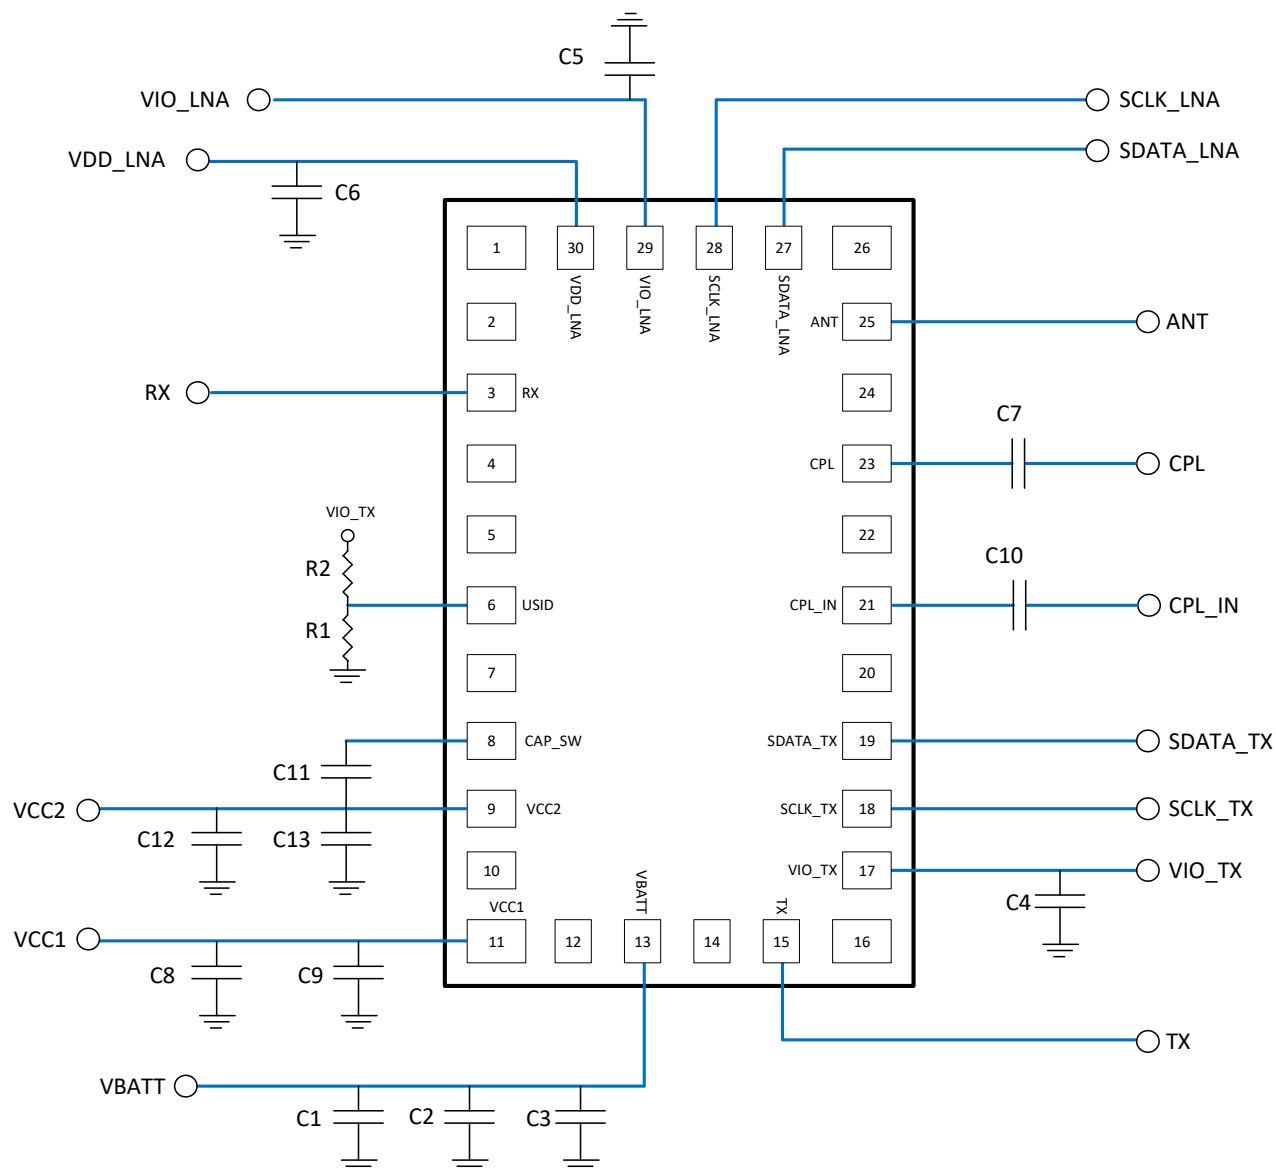 C5
VIO_LNA
SCLK_LNA
VDD_LNA
SDATA_LNA
C6
1
30
29
28
27
26
VDD_LNA
VIO_LNA
SCLK_LNA
SDATA_LNA
2
ANT
25
ANT
RX
3
RX
24
C7
4
CPL
23
CPL
VIO_TX
5
22
R2
C10
6
USID
CPL_IN
21
CPL_IN
R1
7
20
8
CAP_SW
SDATA_TX
19
SDATA_TX
C11
VCC2
9
VCC2
SCLK_TX
18
SCLK_TX
C12
C13
10
VIO_TX
17
VIO_TX
VBATT
C4
VCC1
TX
VCC1
11
12
13
14
15
16
C8
C9
TX
VBATT
C1
C2
C3